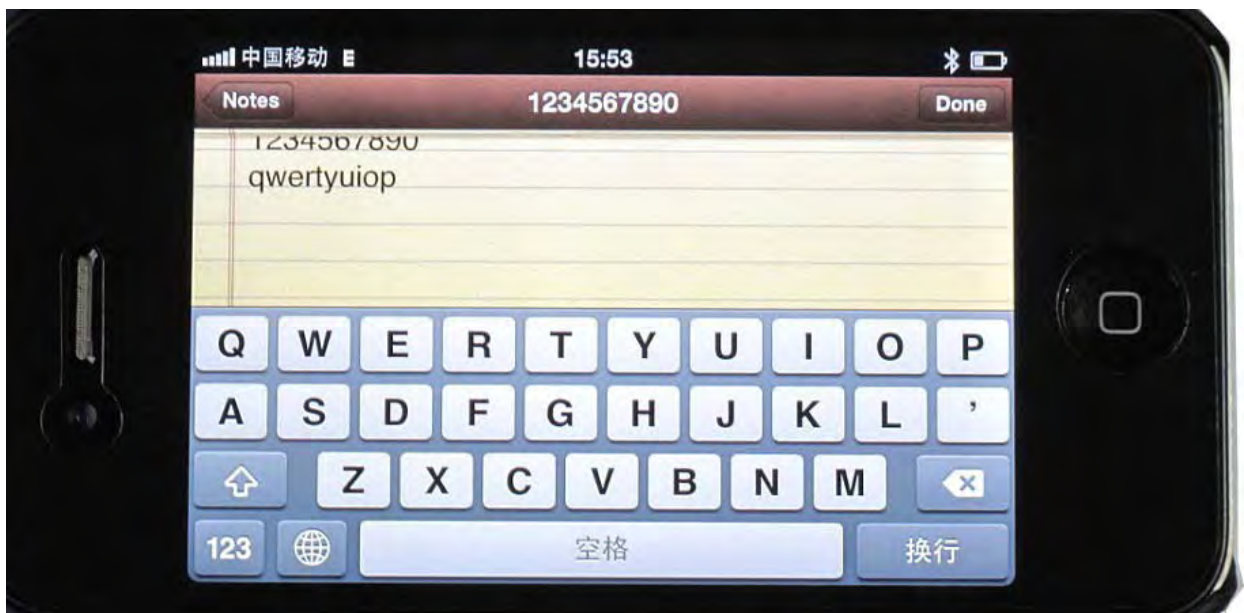 中国移动 E 15:53
Notes 1234567890 Done
1234567890
qwertyuiop
Q W E R T Y U I O P
A S D F G H J K L ’
Z X C V B N M
123 空格 换行